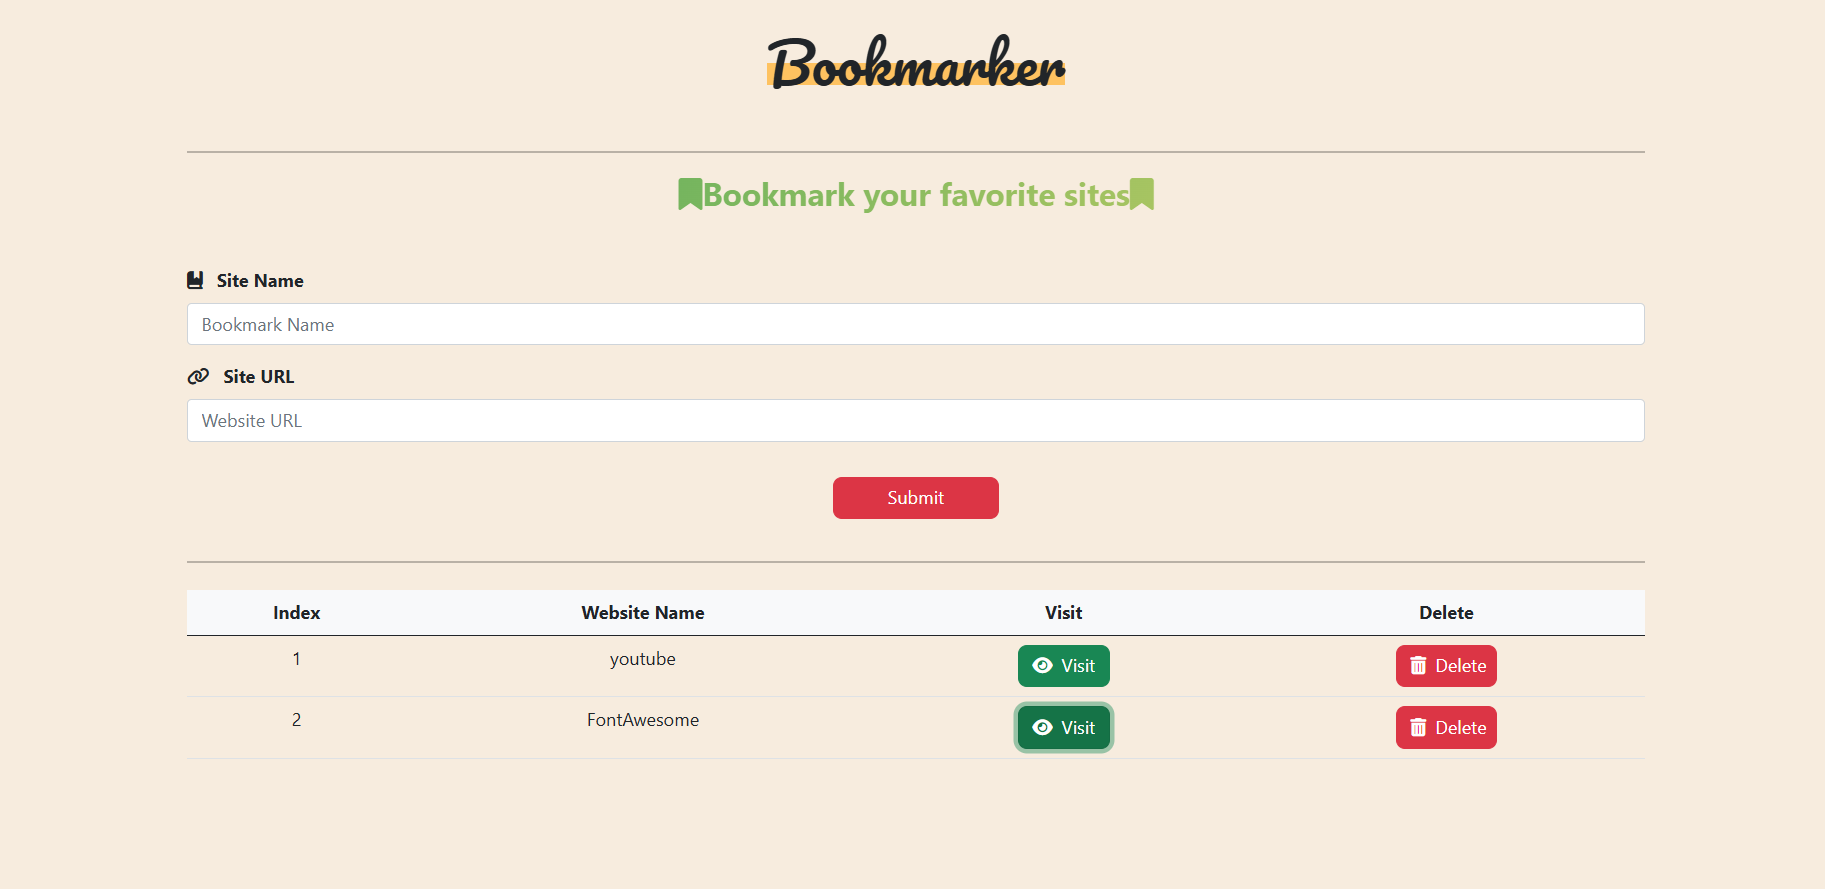 Bookmarker
Bookmark your favorite sites
Site Name
Bookmark Name
Site URL
Website URL
Submit
Index Website Name Visit Delete
1 youtube Visit Delete
2 FontAwesome Visit Delete